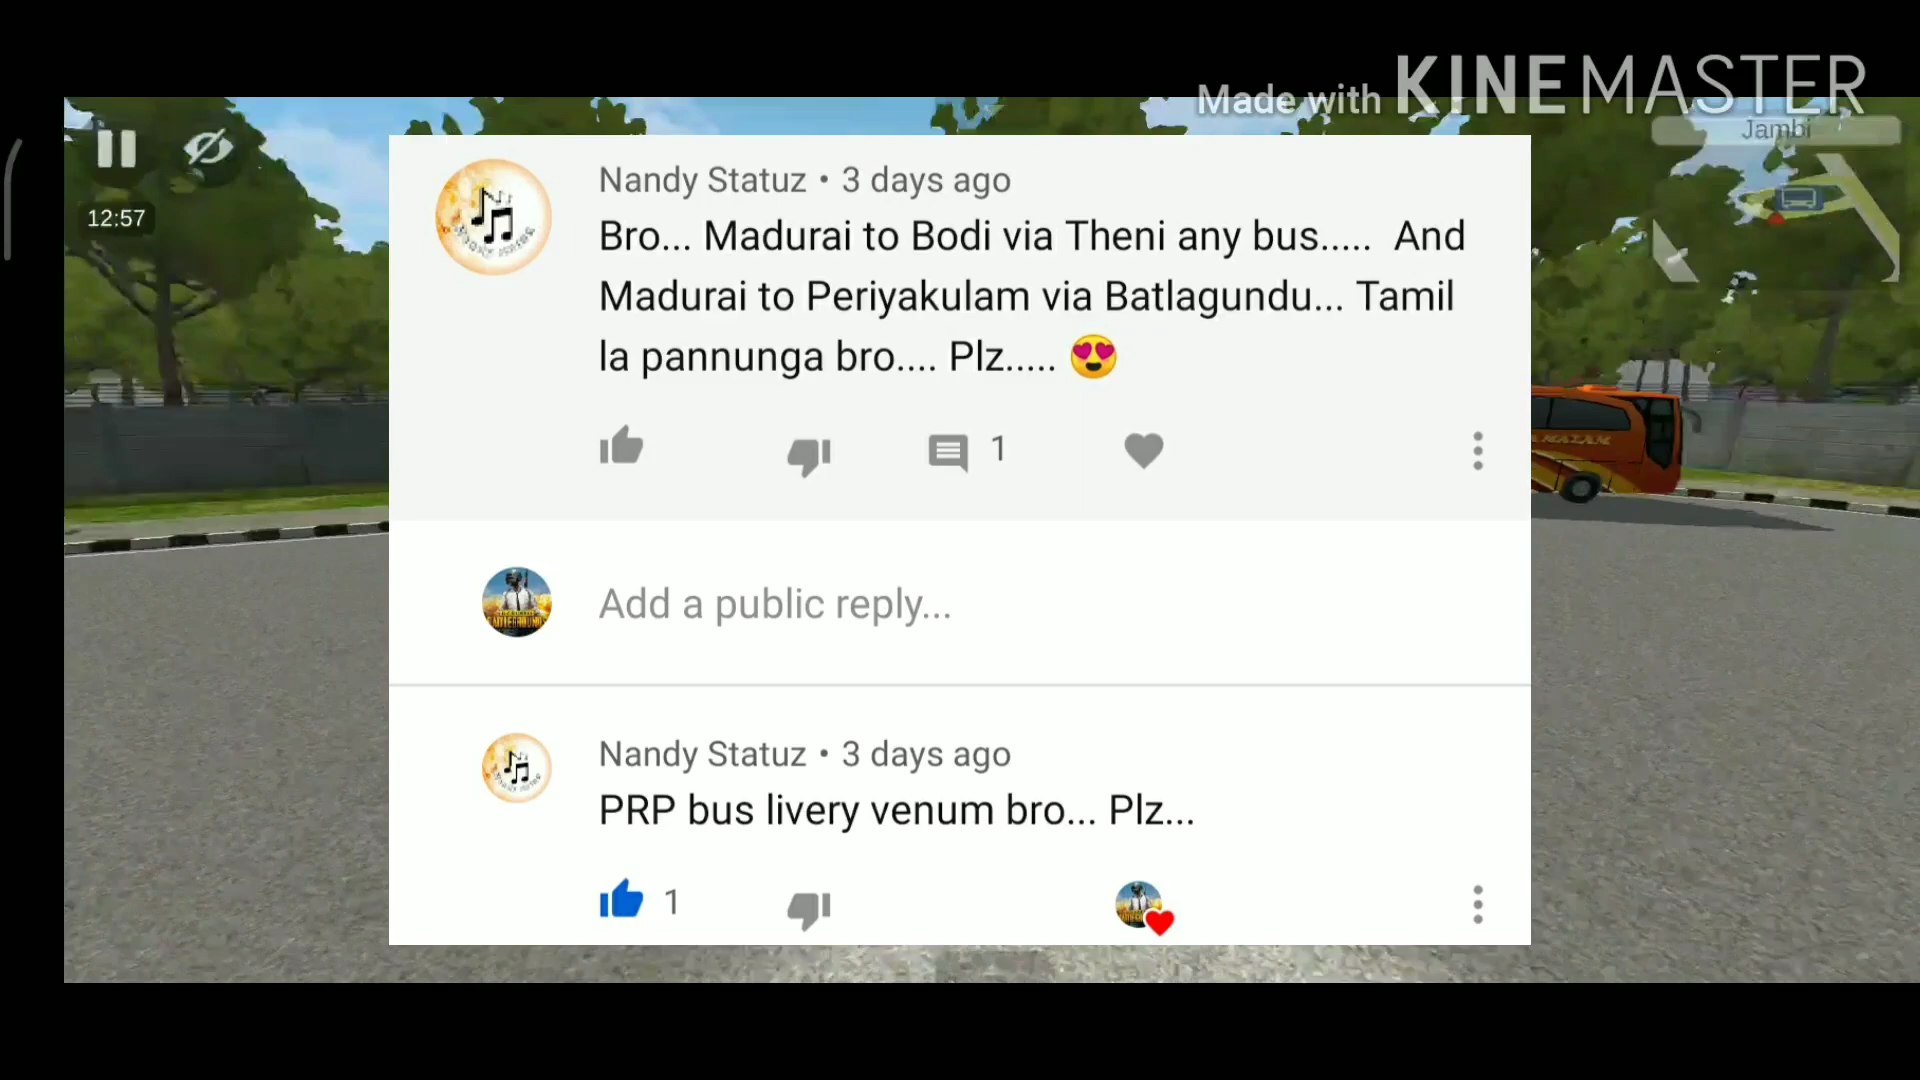 Made with KINEMASTER
Jambi
12:57
Nandy Statuz • 3 days ago
Bro... Madurai to Bodi via Theni any bus..... And
Madurai to Periyakulam via Batlagundu... Tamil
la pannunga bro.... Plz..... 😍
1
Add a public reply...
Nandy Statuz • 3 days ago
PRP bus livery venum bro... Plz...
1